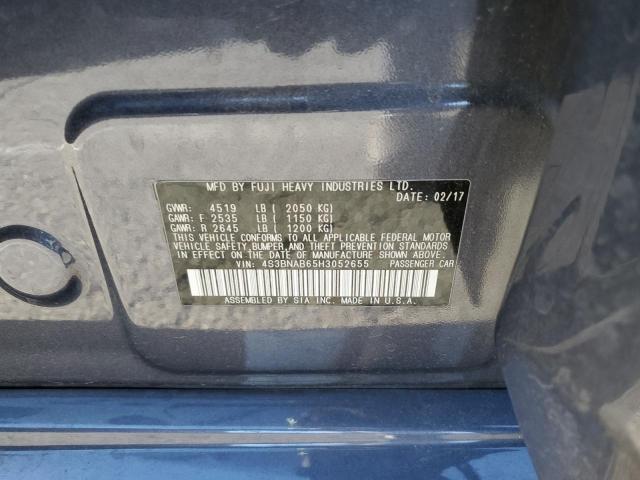 MFD BY FUJI HEAVY INDUSTRIES LTD.
DATE: 02/17
GVWR: 4519 LB ( 2050 KG)
GAWR: F 2535 LB ( 1150 KG)
GAWR: R 2645 LB ( 1200 KG)
THIS VEHICLE CONFORMS TO ALL APPLICABLE FEDERAL MOTOR
VEHICLE SAFETY, BUMPER, AND THEFT PREVENTION STANDARDS
IN EFFECT ON THE DATE OF MANUFACTURE SHOWN ABOVE.
VIN: 4S3BNAB65H3052655 PASSENGER CAR
ASSEMBLED BY SIA INC. MADE IN U.S.A.